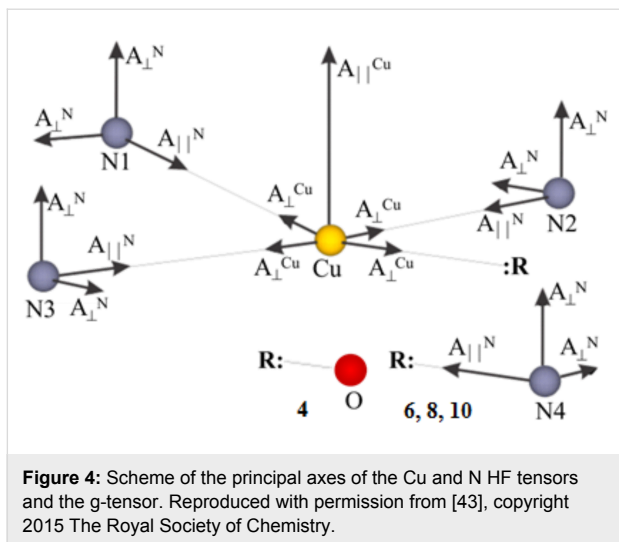 A⊥^N
A||^Cu
A⊥^N
A||^N
N1
A⊥^N
A⊥^N
A||^N
N2
A⊥^Cu
A⊥^Cu
A⊥^N
A||^N
N3
A⊥^N
A⊥^Cu
Cu
A⊥^Cu
:R
A⊥^N
R:
O
4
R:
A||^N
A⊥^N
N4
6, 8, 10
Figure 4: Scheme of the principal axes of the Cu and N HF tensors
and the g-tensor. Reproduced with permission from [43], copyright
2015 The Royal Society of Chemistry.